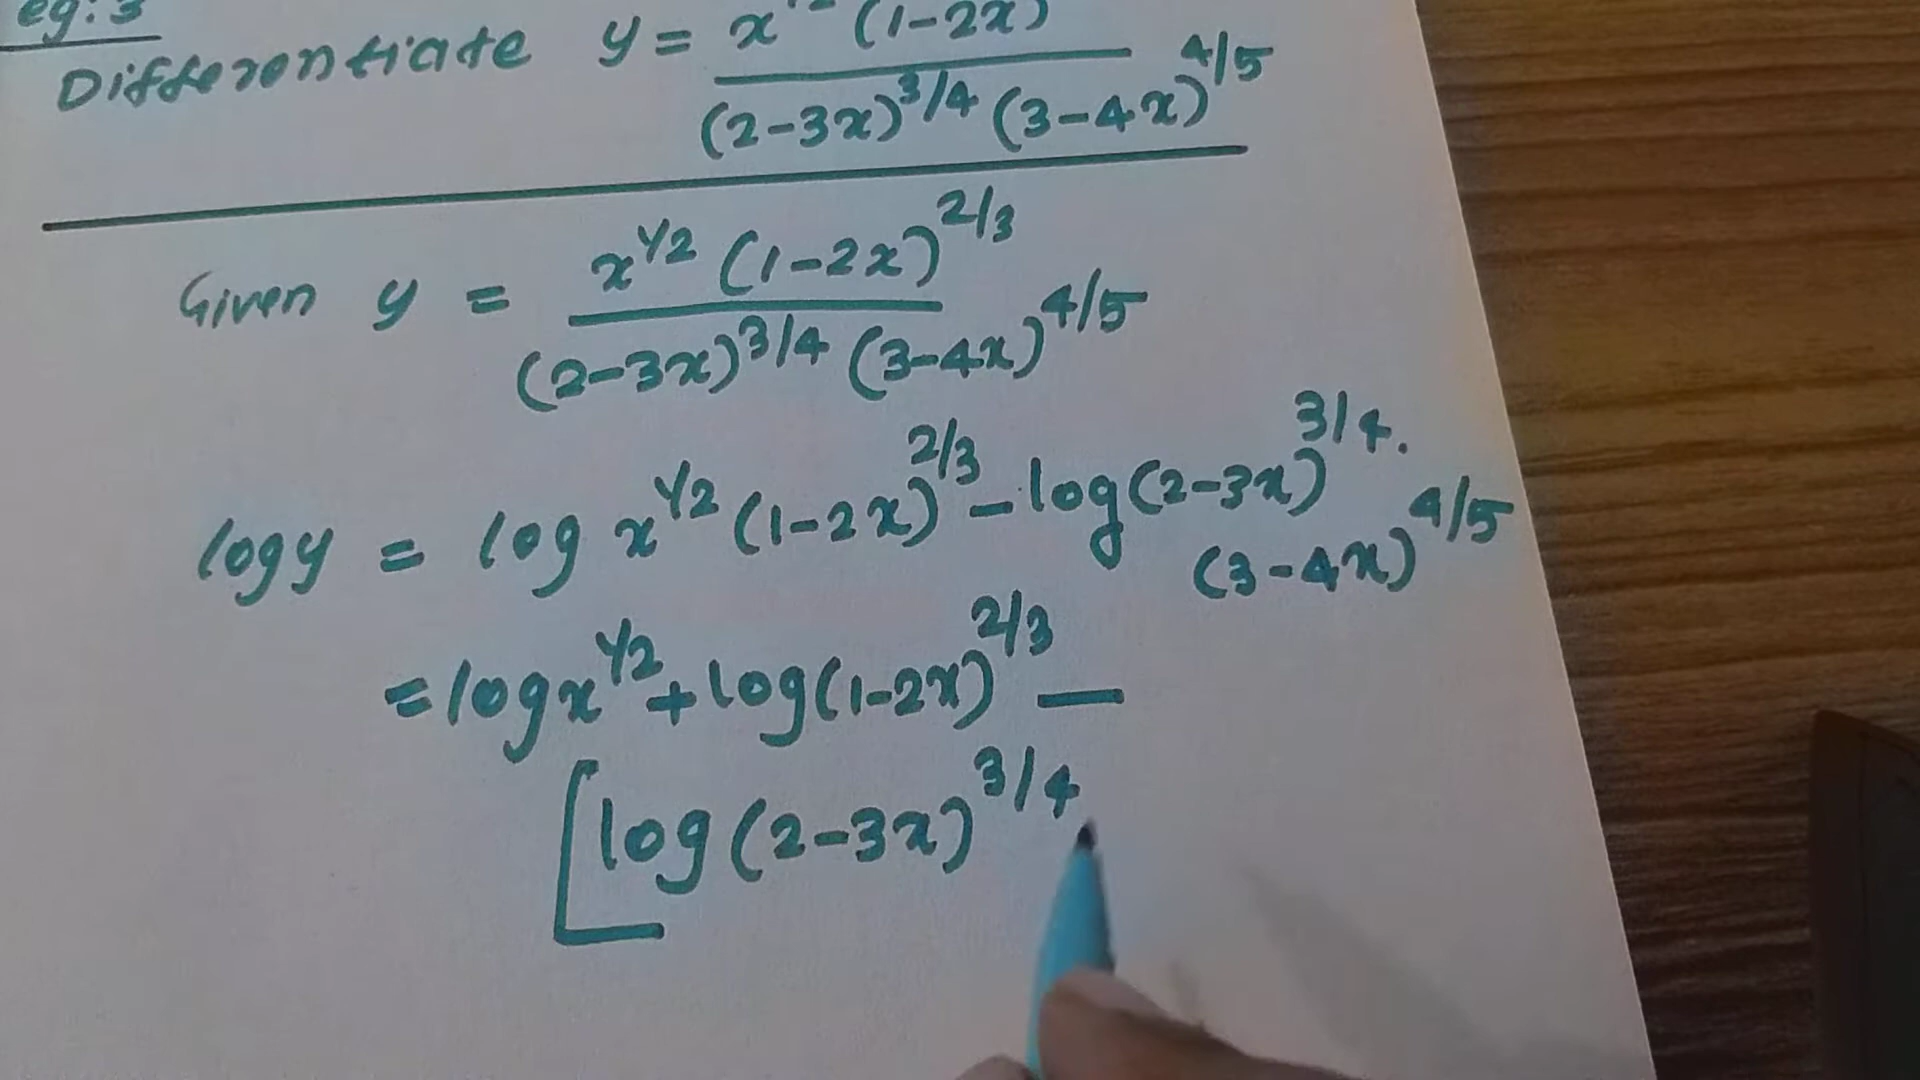 eg: 3
Differentiate y = x (1-2x)
(2-3x)^3/4 (3-4x)^4/5
Given y = x^1/2 (1-2x)^2/3
(2-3x)^3/4 (3-4x)^4/5
log y = log x^1/2 (1-2x)^2/3 - log (2-3x)^3/4 .
(3-4x)^4/5
= log x^1/2 + log (1-2x)^2/3 —
[log (2-3x)^3/4